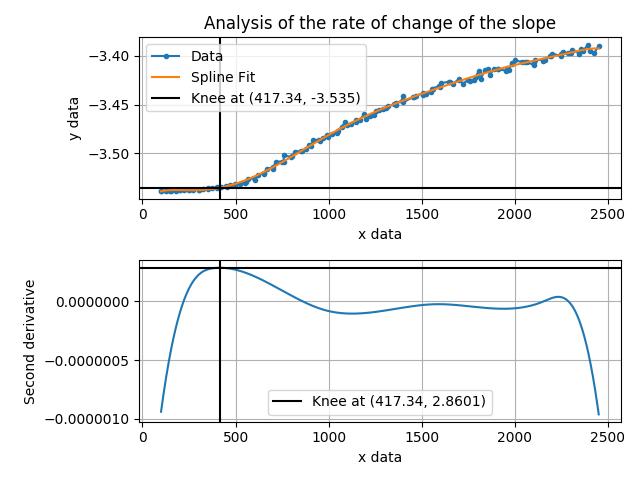 Analysis of the rate of change of the slope
Data
Spline Fit
Knee at (417.34, -3.535)
y data
−3.40
−3.45
−3.50
0
500
1000
1500
2000
2500
x data
Second derivative
0.0000000
−0.0000005
−0.0000010
Knee at (417.34, 2.8601)
0
500
1000
1500
2000
2500
x data